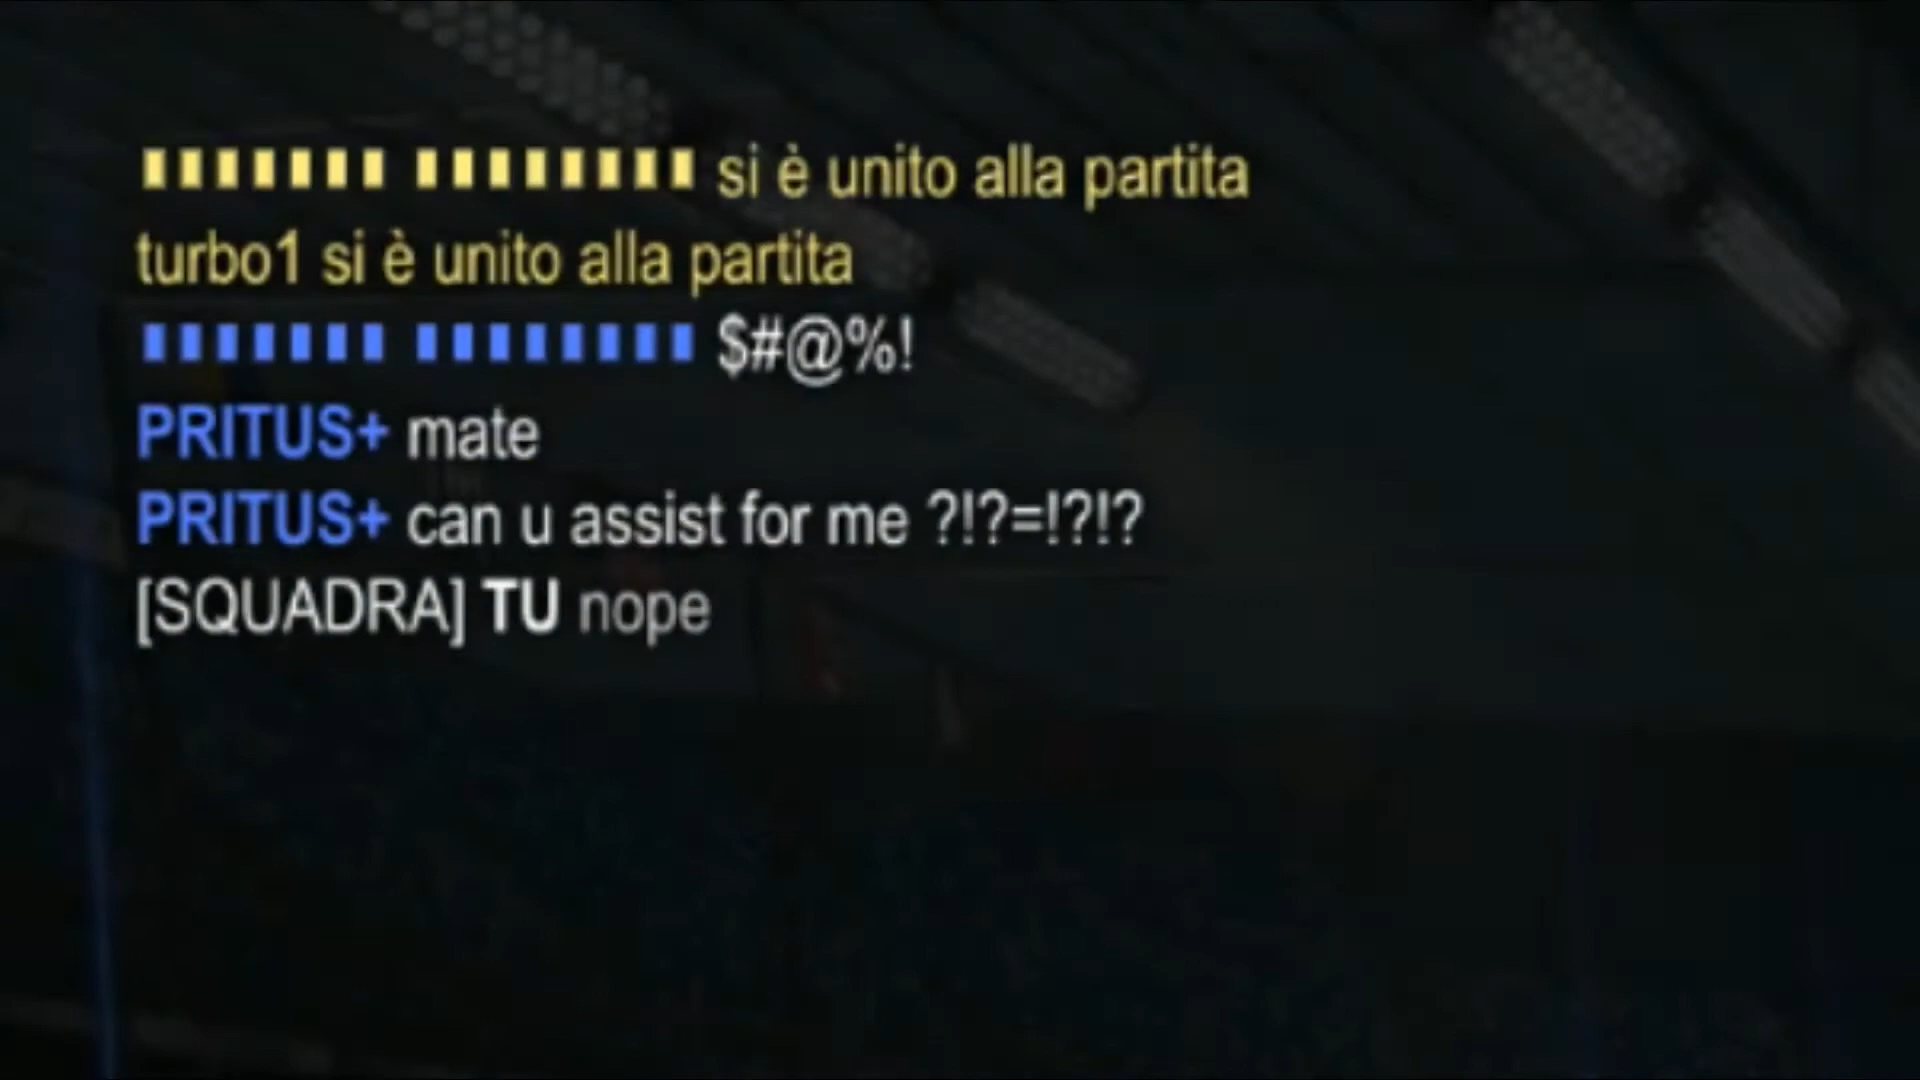 ▮▮▮▮▮▮▮ ▮▮▮▮▮▮▮▮ si è unito alla partita
turbo1 si è unito alla partita
▮▮▮▮▮▮▮ ▮▮▮▮▮▮▮▮ $#@%!
PRITUS+ mate
PRITUS+ can u assist for me ?!?=!?!?
[SQUADRA] TU nope